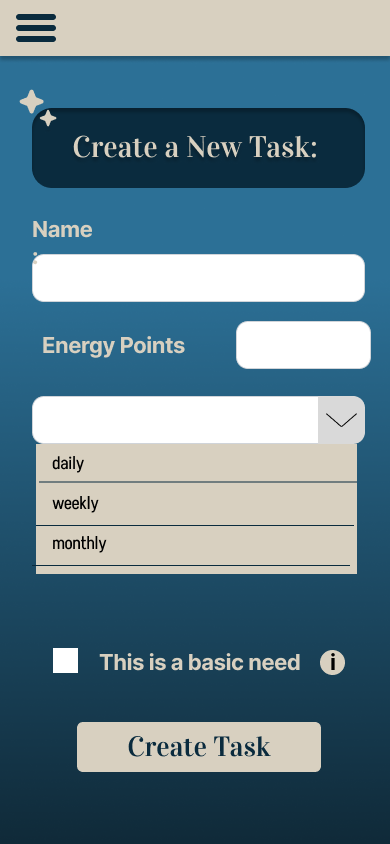 Create a New Task:
Name
:
Energy Points
daily
weekly
monthly
This is a basic need i
Create Task